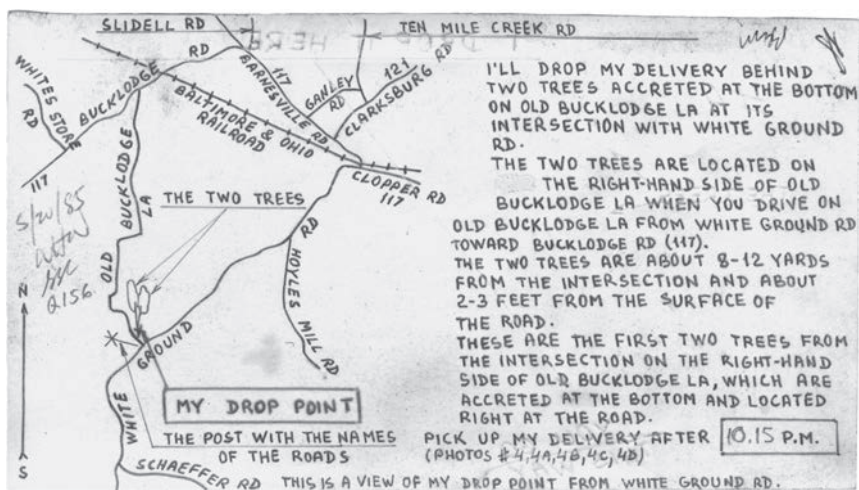 SLIDELL RD
TEN MILE CREEK RD
BUCKLODGE RD
117
BARNESVILLE RD
GANLEY
RD
121
CLARKSBURG RD
WHITES STORE
RD
BALTIMORE & OHIO
RAILROAD
117
CLOPPER RD
117
OLD BUCKLODGE LA
THE TWO TREES
5/20/85
Q156
N
S
HOYLES MILL RD
WHITE GROUND RD
MY DROP POINT
THE POST WITH THE NAMES
OF THE ROADS
SCHAEFFER RD
I'LL DROP MY DELIVERY BEHIND
TWO TREES ACCRETED AT THE BOTTOM
ON OLD BUCKLODGE LA AT ITS
INTERSECTION WITH WHITE GROUND
RD.
THE TWO TREES ARE LOCATED ON
THE RIGHT-HAND SIDE OF OLD
BUCKLODGE LA WHEN YOU DRIVE ON
OLD BUCKLODGE LA FROM WHITE GROUND RD
TOWARD BUCKLODGE RD (117).
THE TWO TREES ARE ABOUT 8-12 YARDS
FROM THE INTERSECTION AND ABOUT
2-3 FEET FROM THE SURFACE OF
THE ROAD.
THESE ARE THE FIRST TWO TREES FROM
THE INTERSECTION ON THE RIGHT-HAND
SIDE OF OLD BUCKLODGE LA, WHICH ARE
ACCRETED AT THE BOTTOM AND LOCATED
RIGHT AT THE ROAD.
PICK UP MY DELIVERY AFTER 10.15 P.M.
(PHOTOS # 4,4A,4B,4C,4D)
THIS IS A VIEW OF MY DROP POINT FROM WHITE GROUND RD.